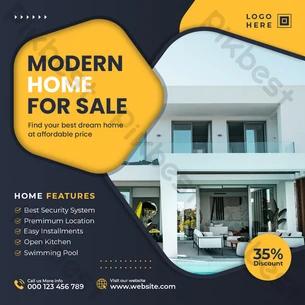 LOGO
HERE
MODERN
HOME
FOR SALE
Find your best dream home
at affordable price
HOME FEATURES
Best Security System
Premium Location
Easy Installments
Open Kitchen
Swimming Pool
35%
Discount
Call us now
000 123 456 789
Visit our website
www.website.com
pikbest